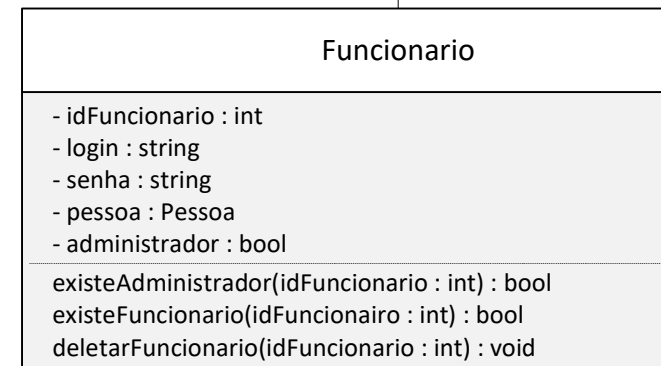 Funcionario
- idFuncionario : int
- login : string
- senha : string
- pessoa : Pessoa
- administrador : bool
existeAdministrador(idFuncionario : int) : bool
existeFuncionario(idFuncionairo : int) : bool
deletarFuncionario(idFuncionario : int) : void